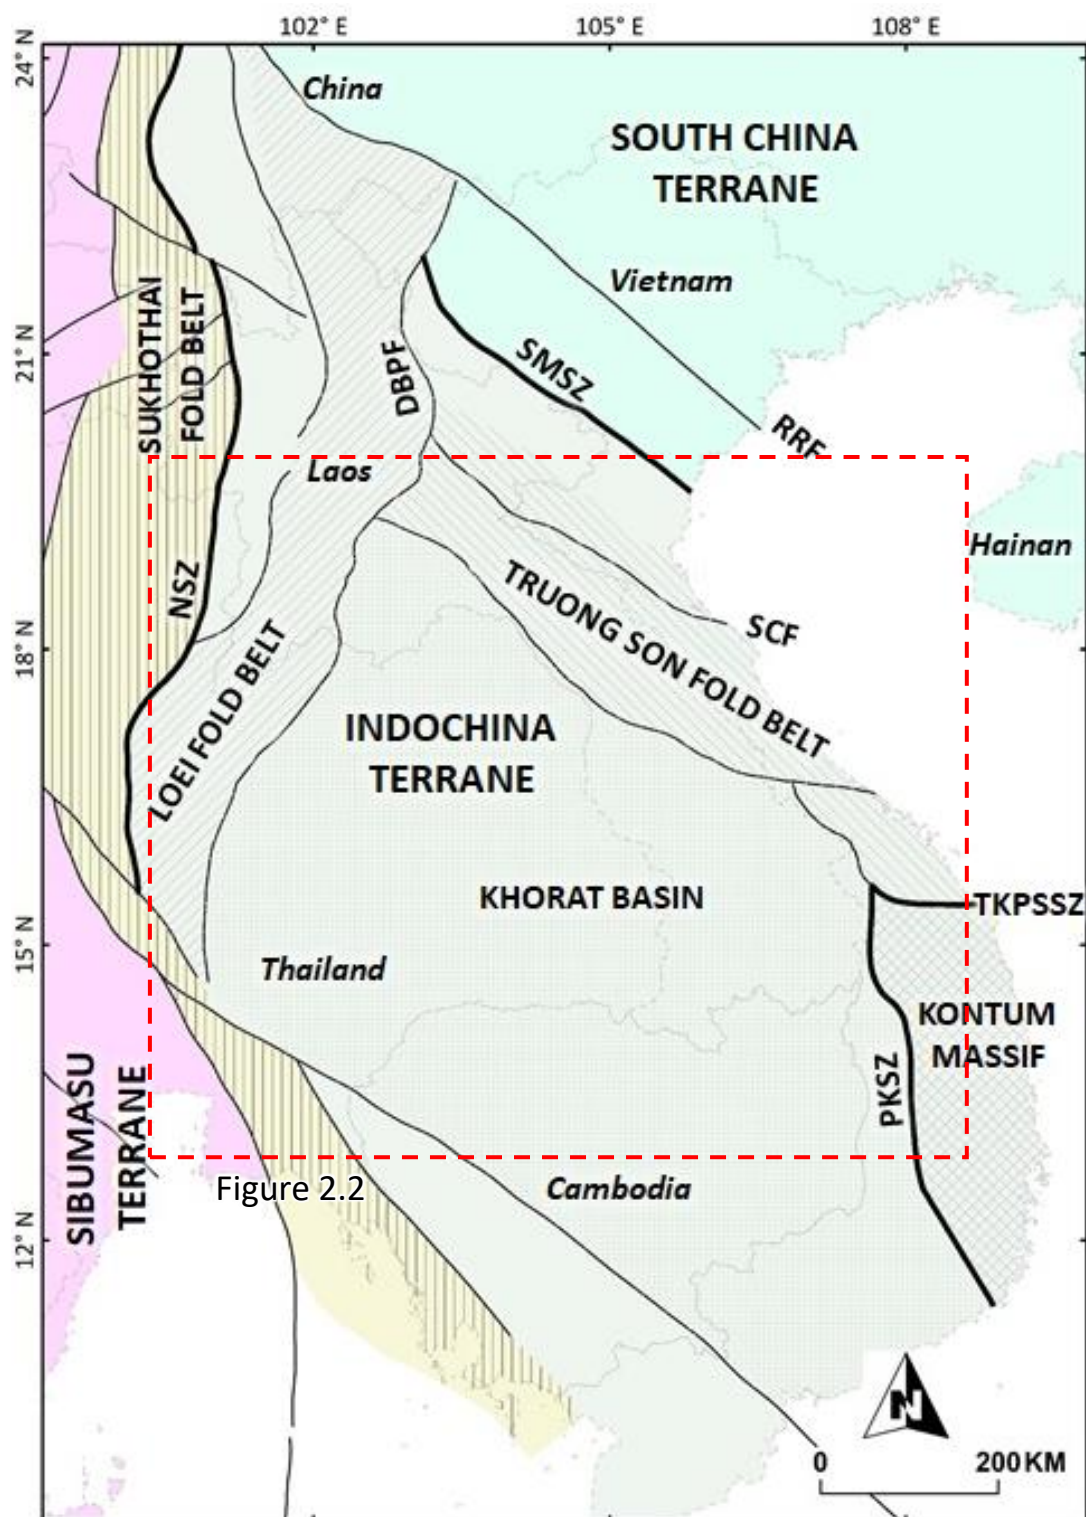 102° E
105° E
108° E
24° N
21° N
18° N
15° N
12° N
China
SOUTH CHINA
TERRANE
Vietnam
SUKHOTHAI
FOLD BELT
DBPF
SMSZ
RRF
Laos
Hainan
NSZ
TRUONG SON FOLD BELT
SCF
LOEI FOLD BELT
INDOCHINA
TERRANE
KHORAT BASIN
TKPSSZ
Thailand
KONTUM
MASSIF
PKSZ
SIBUMASU
TERRANE
Figure 2.2
Cambodia
N
0
200 KM